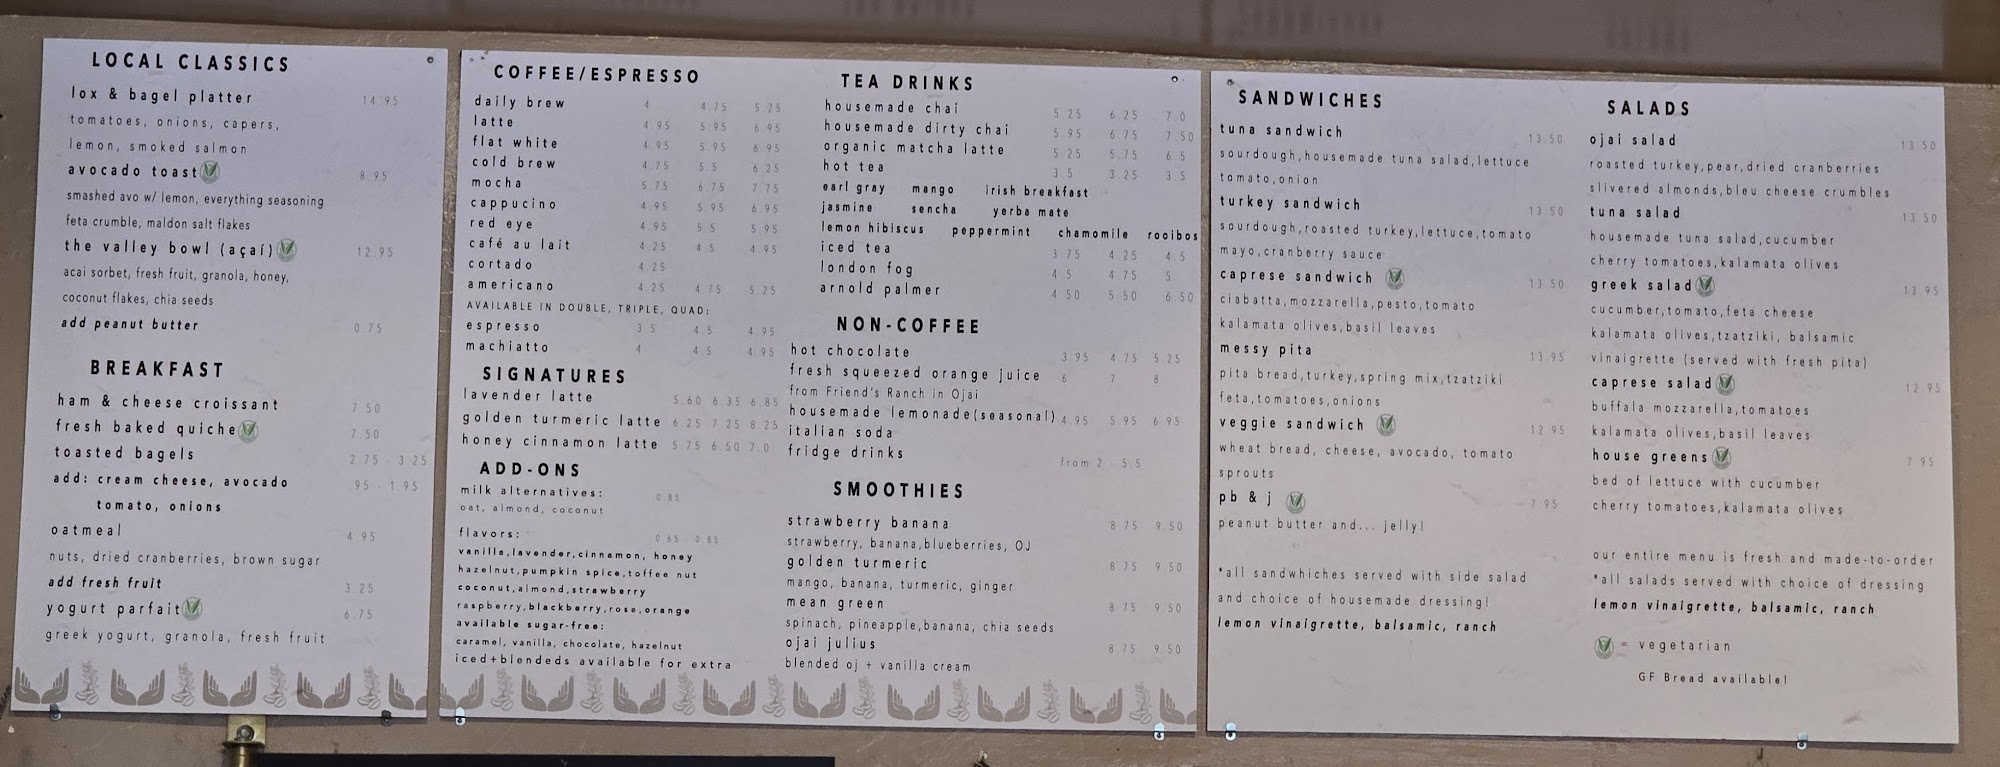 LOCAL CLASSICS
lox & bagel platter 14.95
tomatoes, onions, capers,
lemon, smoked salmon
avocado toast 8.95
smashed avo w/ lemon, everything seasoning
feta crumble, maldon salt flakes
the valley bowl (açaí) 12.95
acai sorbet, fresh fruit, granola, honey,
coconut flakes, chia seeds
add peanut butter 0.75
BREAKFAST
ham & cheese croissant 7.50
fresh baked quiche 7.50
toasted bagels 2.75 - 3.25
add: cream cheese, avocado .95 - 1.95
tomato, onions
oatmeal 4.95
nuts, dried cranberries, brown sugar
add fresh fruit 3.25
yogurt parfait 6.75
greek yogurt, granola, fresh fruit
COFFEE/ESPRESSO
daily brew 4 4.75 5.25
latte 4.95 5.95 6.95
flat white 4.95 5.95 6.95
cold brew 4.75 5.5 6.25
mocha 5.75 6.75 7.75
cappucino 4.95 5.95 6.95
red eye 4.95 5.5 5.95
café au lait 4.25 4.5 4.95
cortado 4.25
americano 4.25 4.75 5.25
AVAILABLE IN DOUBLE, TRIPLE, QUAD:
espresso 3.5 4.5 4.95
machiatto 4 4.5 4.95
SIGNATURES
lavender latte 5.60 6.35 6.85
golden turmeric latte 6.25 7.25 8.25
honey cinnamon latte 5.75 6.50 7.0
ADD-ONS
milk alternatives: 0.85
oat, almond, coconut
flavors: 0.65 - 0.85
vanilla,lavender,cinnamon, honey
hazelnut,pumpkin spice,toffee nut
coconut,almond,strawberry
raspberry,blackberry,rose,orange
available sugar-free:
caramel, vanilla, chocolate, hazelnut
iced+blendeds available for extra
TEA DRINKS
housemade chai 5.25 6.25 7.0
housemade dirty chai 5.95 6.75 7.50
organic matcha latte 5.25 5.75 6.5
hot tea 3.5 3.25 3.5
earl gray mango irish breakfast
jasmine sencha yerba mate
lemon hibiscus peppermint chamomile rooibos
iced tea 3.75 4.25 4.5
london fog 4.5 4.75 5
arnold palmer 4.50 5.50 6.50
NON-COFFEE
hot chocolate 3.95 4.75 5.25
fresh squeezed orange juice 6 7 8
from Friend's Ranch in Ojai
housemade lemonade(seasonal) 4.95 5.95 6.95
italian soda
fridge drinks from 2 - 5.5
SMOOTHIES
strawberry banana 8.75 9.50
strawberry, banana,blueberries, OJ
golden turmeric 8.75 9.50
mango, banana, turmeric, ginger
mean green 8.75 9.50
spinach, pineapple,banana, chia seeds
ojai julius 8.75 9.50
blended oj + vanilla cream
SANDWICHES
tuna sandwich 13.50
sourdough,housemade tuna salad,lettuce
tomato,onion
turkey sandwich 13.50
sourdough,roasted turkey,lettuce,tomato
mayo,cranberry sauce
caprese sandwich 13.50
ciabatta,mozzarella,pesto,tomato
kalamata olives,basil leaves
messy pita 13.95
pita bread,turkey,spring mix,tzatziki
feta,tomatoes,onions
veggie sandwich 12.95
wheat bread, cheese, avocado, tomato
sprouts
pb & j 7.95
peanut butter and... jelly!
*all sandwhiches served with side salad
and choice of housemade dressing!
lemon vinaigrette, balsamic, ranch
SALADS
ojai salad 13.50
roasted turkey,pear,dried cranberries
slivered almonds,bleu cheese crumbles
tuna salad 13.50
housemade tuna salad,cucumber
cherry tomatoes,kalamata olives
greek salad 13.95
cucumber,tomato,feta cheese
kalamata olives,tzatziki, balsamic
vinaigrette (served with fresh pita)
caprese salad 12.95
buffala mozzarella,tomatoes
kalamata olives,basil leaves
house greens 7.95
bed of lettuce with cucumber
cherry tomatoes,kalamata olives
our entire menu is fresh and made-to-order
*all salads served with choice of dressing
lemon vinaigrette, balsamic, ranch
= vegetarian
GF Bread available!